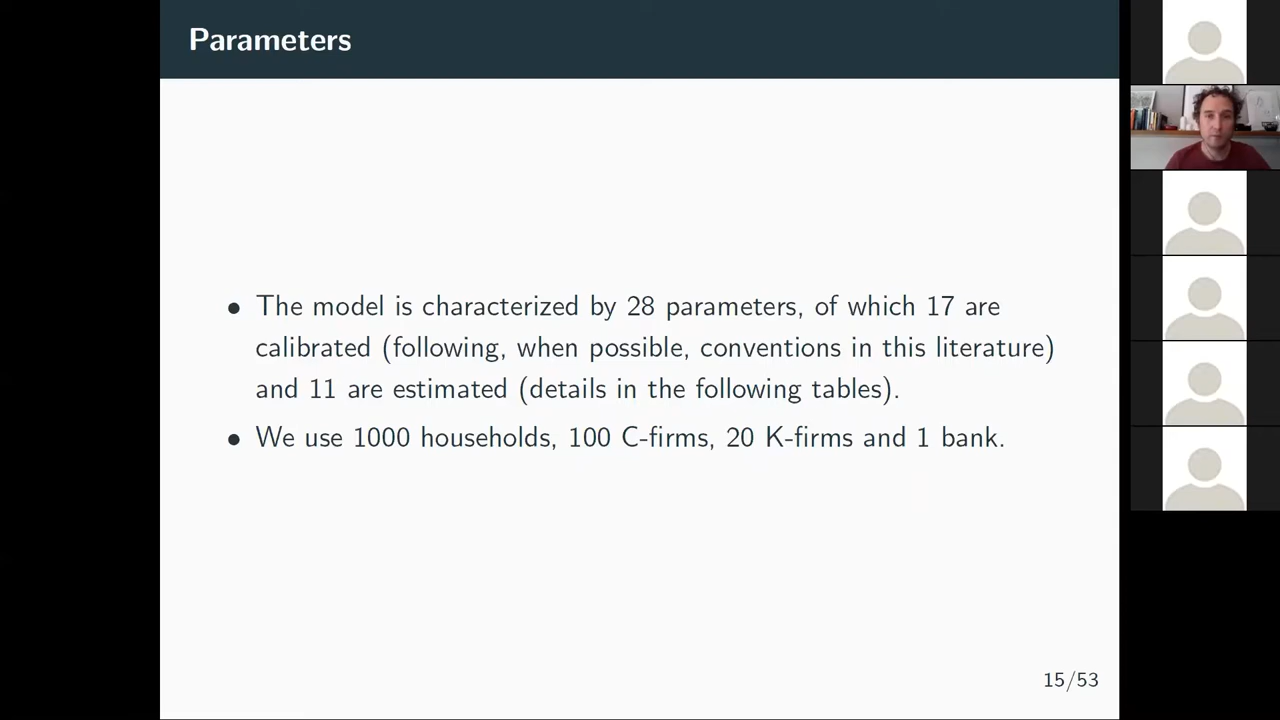 Parameters
• The model is characterized by 28 parameters, of which 17 are
calibrated (following, when possible, conventions in this literature)
and 11 are estimated (details in the following tables).
• We use 1000 households, 100 C-firms, 20 K-firms and 1 bank.
15/53